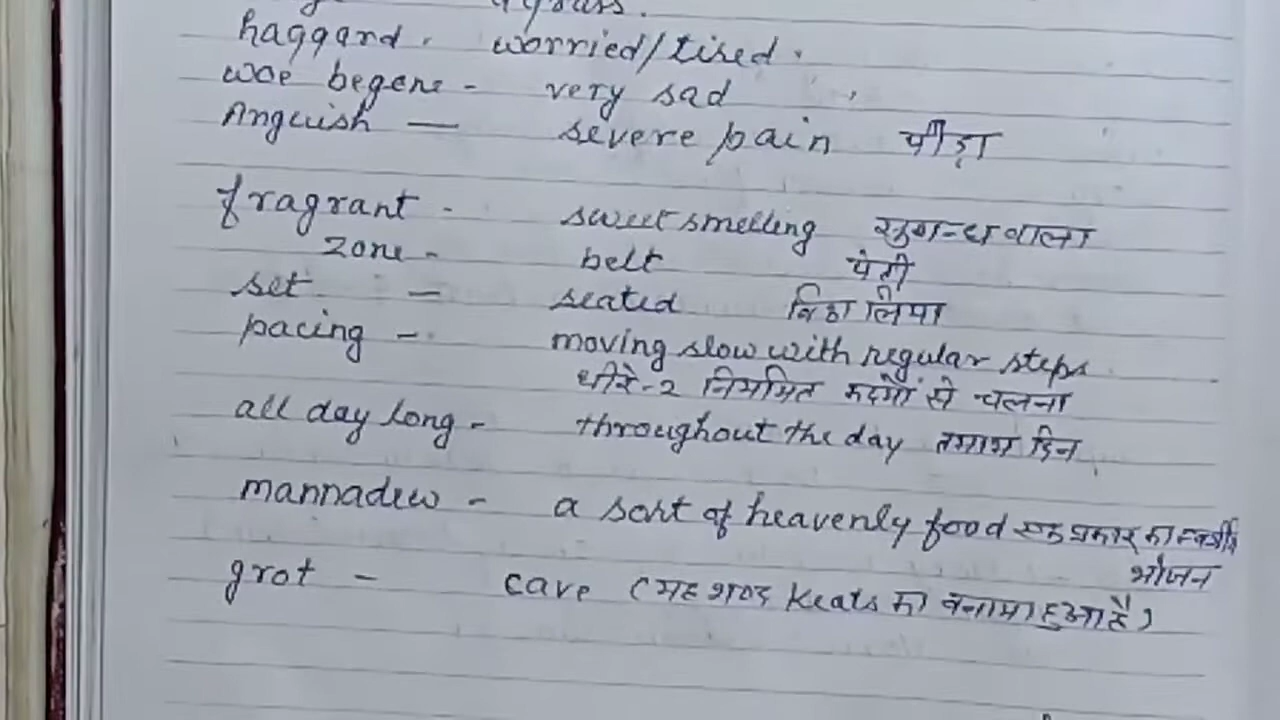 haggard. worried/tired.
woe begene - very sad
Anguish — severe pain पीड़ा
fragrant - sweet smelling सुगन्धवाला
zone - belt पेटी
set - seated बिठा लिया
pacing - moving slow with regular steps
धीरे-२ नियमित कदमों से चलना
all day long - throughout the day तमाम दिन
mannadew - a sort of heavenly food एक प्रकार का स्वर्गीय
भोजन
grot - cave (यह शब्द Keats का बनाया हुआ है)